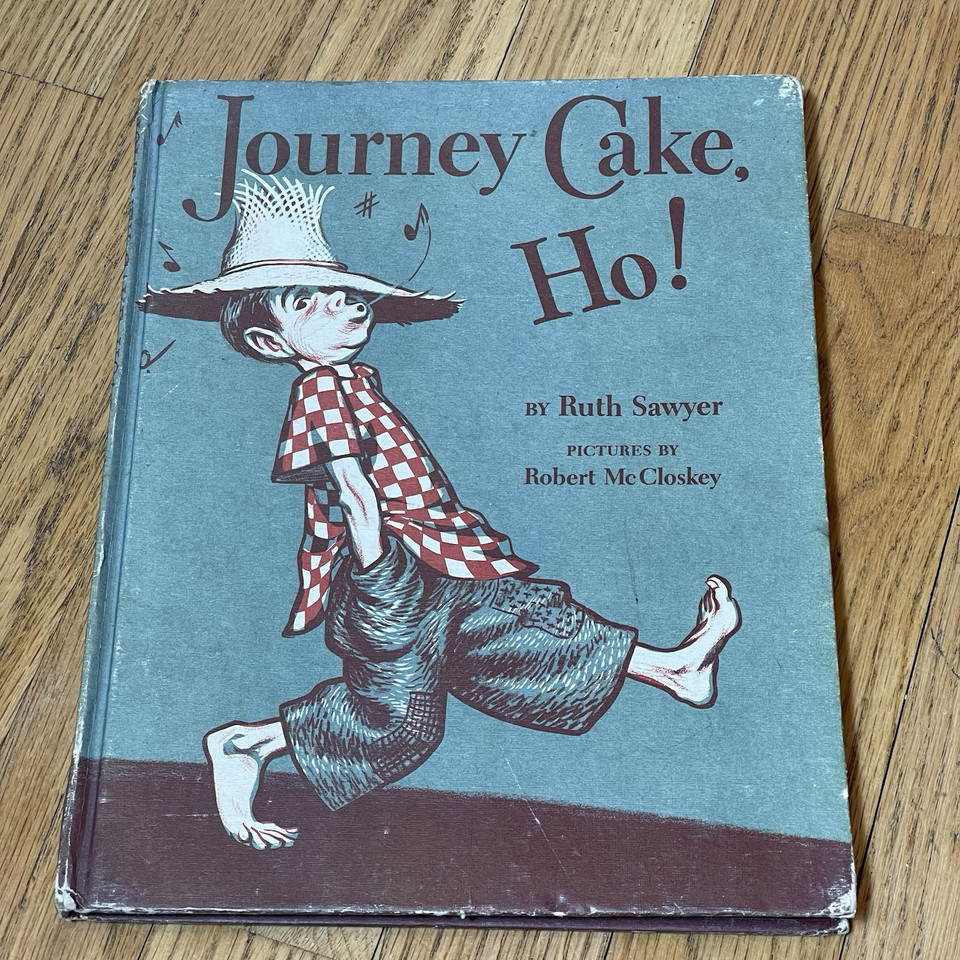 Journey Cake,
Ho!
BY Ruth Sawyer
PICTURES BY
Robert McCloskey